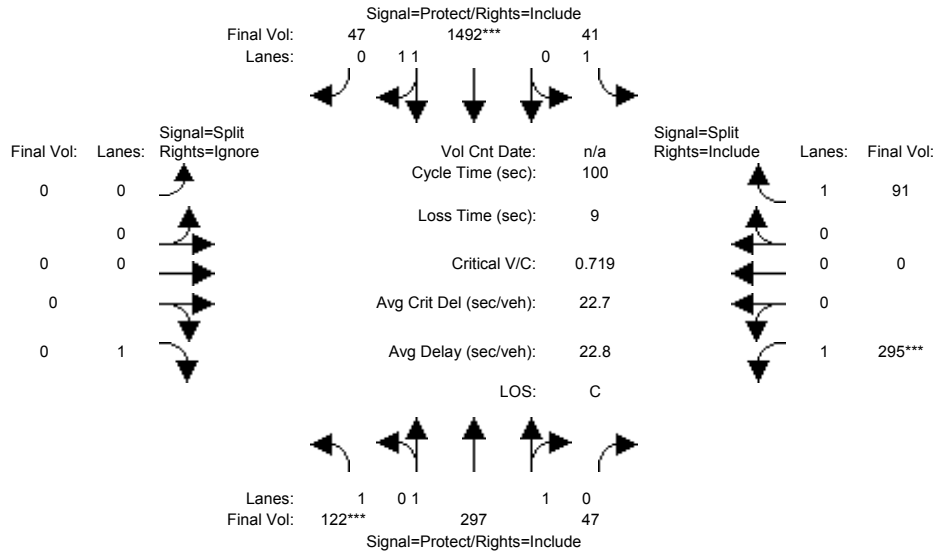 Signal=Protect/Rights=Include
Final Vol: 47 1492*** 41
Lanes: 0 1 1 0 1
Signal=Split
Final Vol: Lanes: Rights=Ignore
Vol Cnt Date: n/a
Signal=Split
Rights=Include Lanes: Final Vol:
Cycle Time (sec): 100
0 0
1 91
Loss Time (sec): 9
0
0
0 0
Critical V/C: 0.719
0 0
0
Avg Crit Del (sec/veh): 22.7
0
0 1
Avg Delay (sec/veh): 22.8
1 295***
LOS: C
Lanes: 1 0 1 1 0
Final Vol: 122*** 297 47
Signal=Protect/Rights=Include